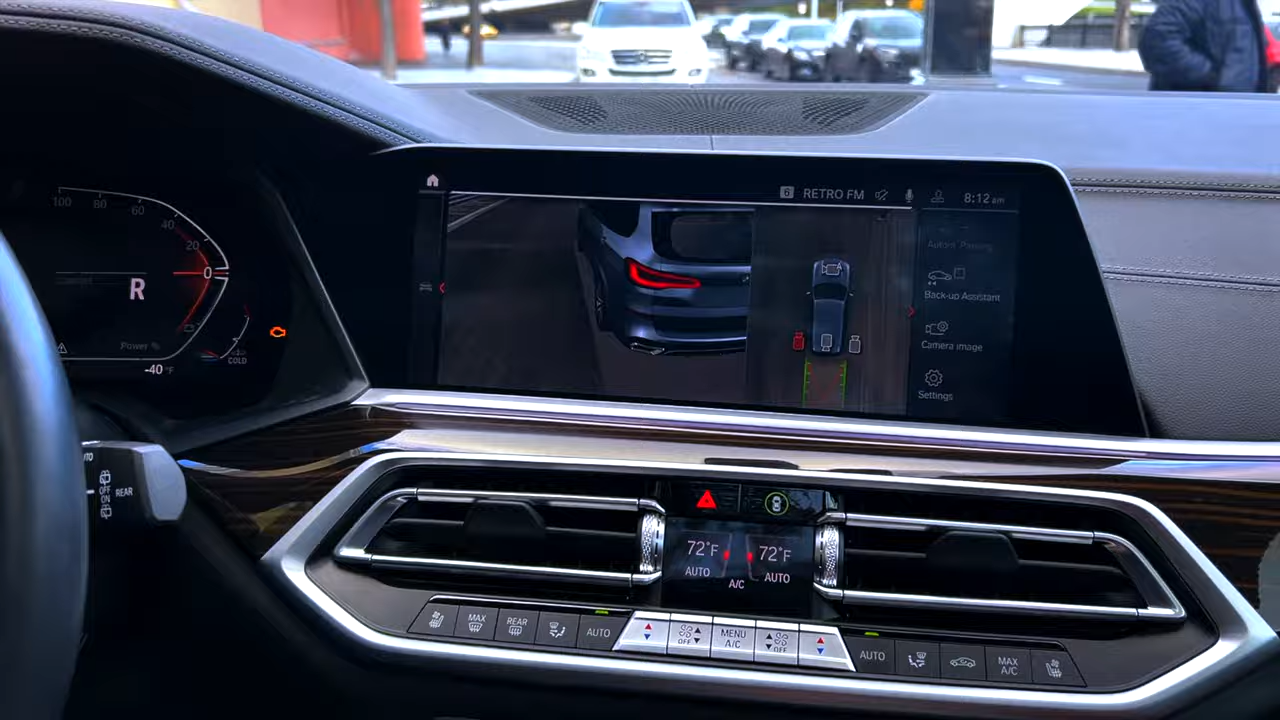 6 RETRO FM 8:12 am
100 80 60 40 20 0
R
Power %
COLD
-40°F
Back-up Assistant
Camera image
Settings
OFF
ON
REAR
72°F 72°F
AUTO A/C AUTO
MAX REAR AUTO OFF MENU A/C OFF AUTO MAX A/C